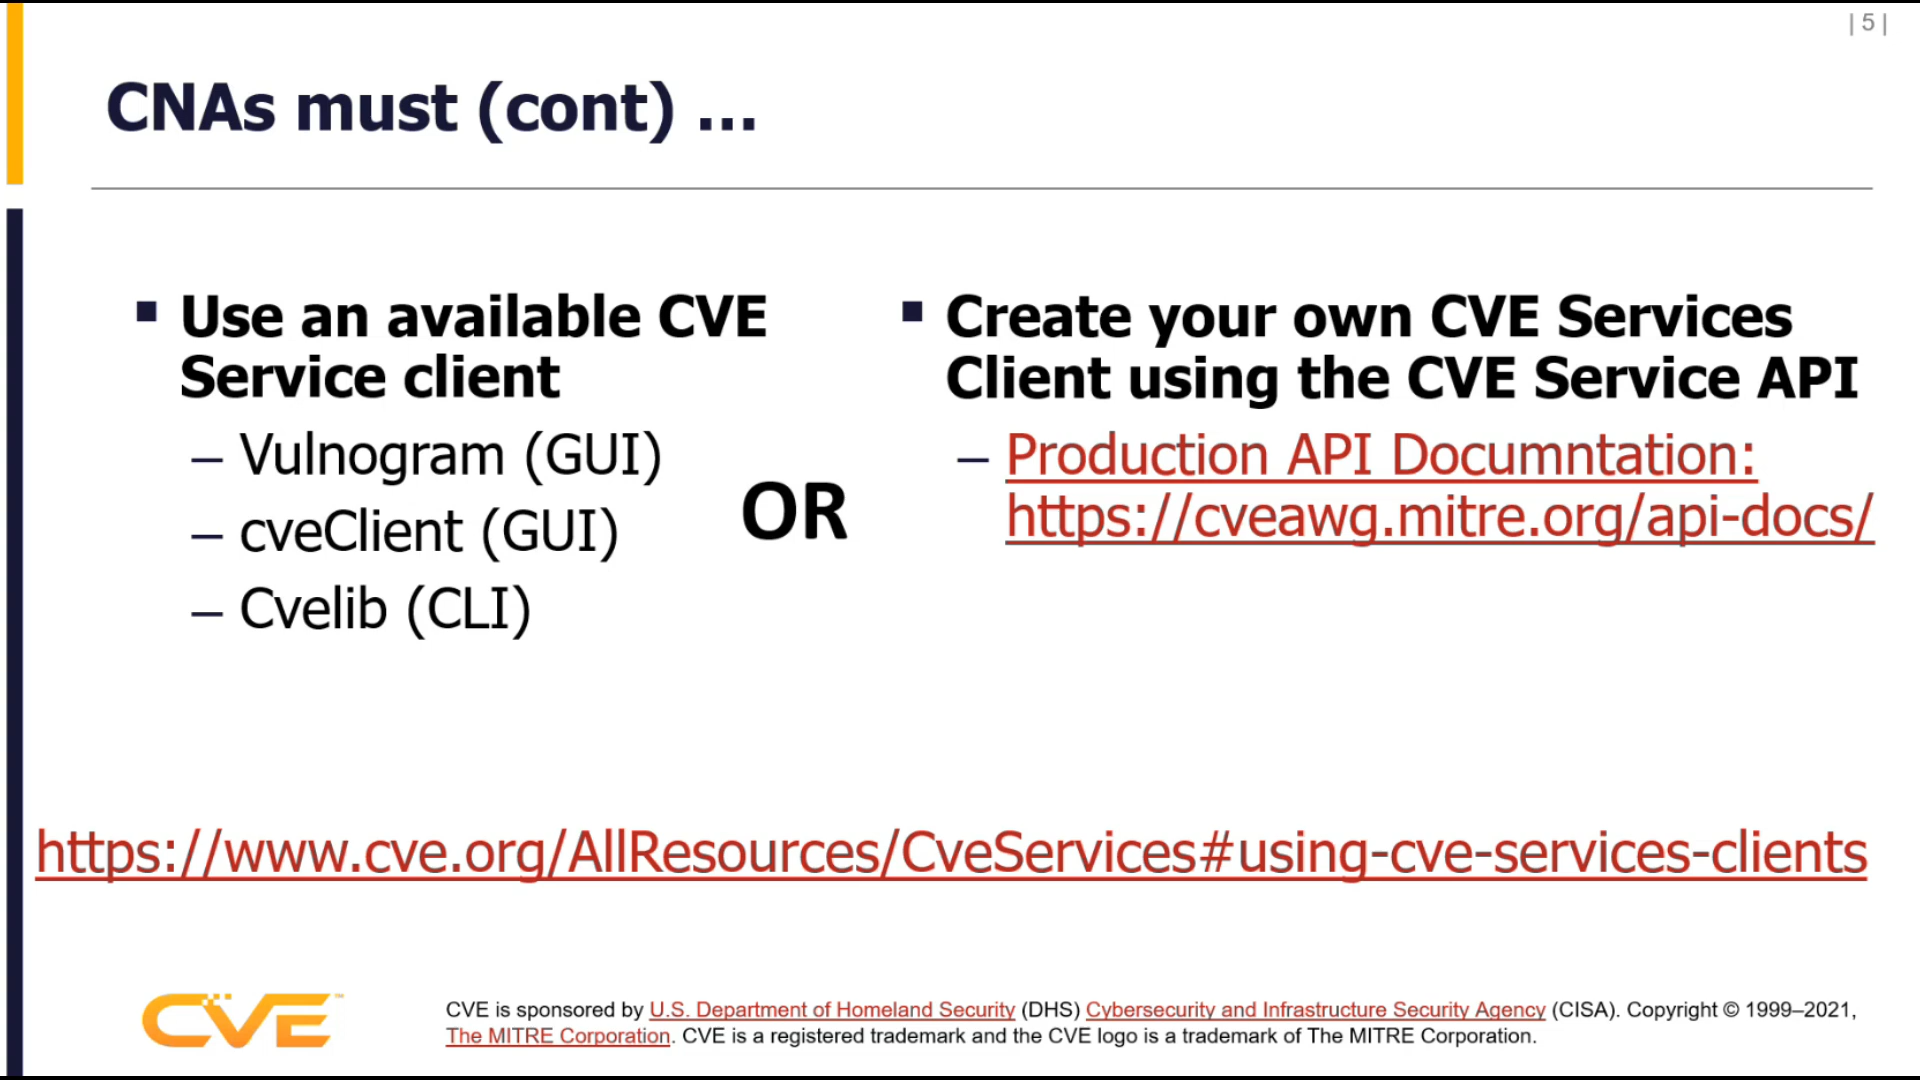 | 5 |
CNAs must (cont) ...
▪ Use an available CVE
Service client
– Vulnogram (GUI)
– cveClient (GUI)
– Cvelib (CLI)
OR
▪ Create your own CVE Services
Client using the CVE Service API
– Production API Documntation:
https://cveawg.mitre.org/api-docs/
https://www.cve.org/AllResources/CveServices#using-cve-services-clients
CVE™
CVE is sponsored by U.S. Department of Homeland Security (DHS) Cybersecurity and Infrastructure Security Agency (CISA). Copyright © 1999–2021,
The MITRE Corporation. CVE is a registered trademark and the CVE logo is a trademark of The MITRE Corporation.